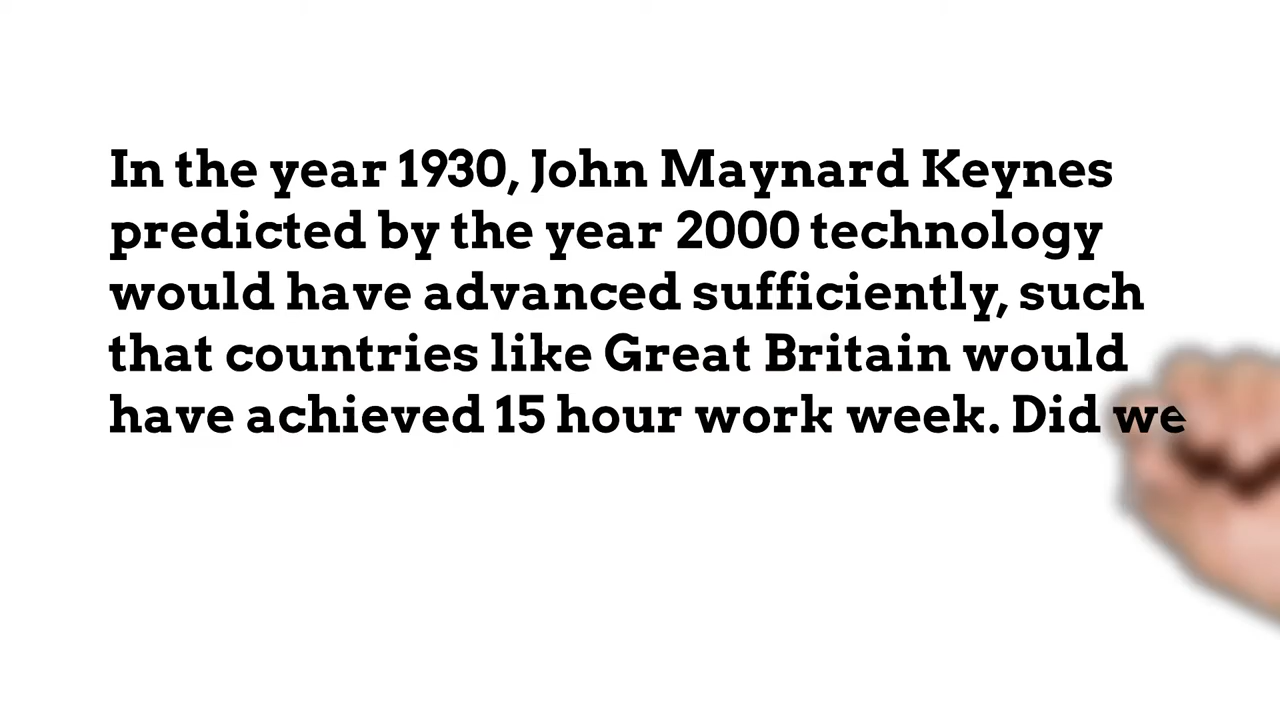 In the year 1930, John Maynard Keynes
predicted by the year 2000 technology
would have advanced sufficiently, such
that countries like Great Britain would
have achieved 15 hour work week. Did we